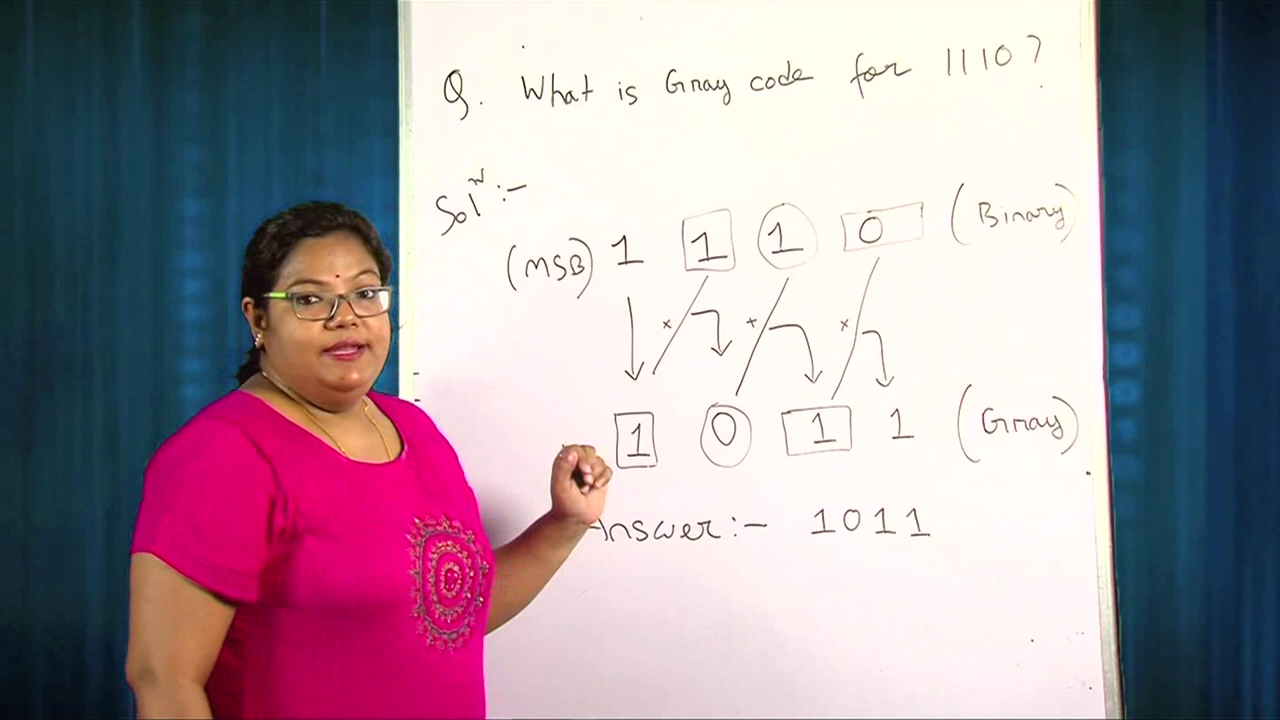 Q. What is Gray code for 1110?
Solⁿ :-
(MSB) 1 1 1 0 (Binary)
x + x
1 0 1 1 (Gray)
Answer :- 1011